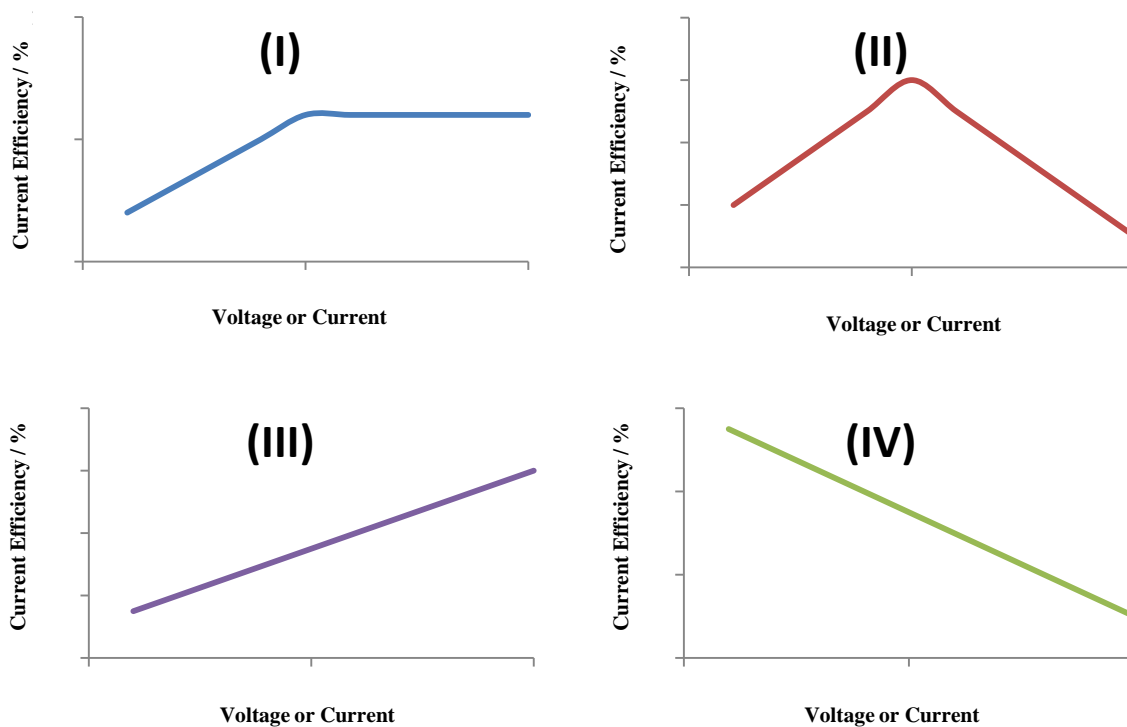 (I)
Current Efficiency / %
Voltage or Current
(II)
Current Efficiency / %
Voltage or Current
(III)
Current Efficiency / %
Voltage or Current
(IV)
Current Efficiency / %
Voltage or Current